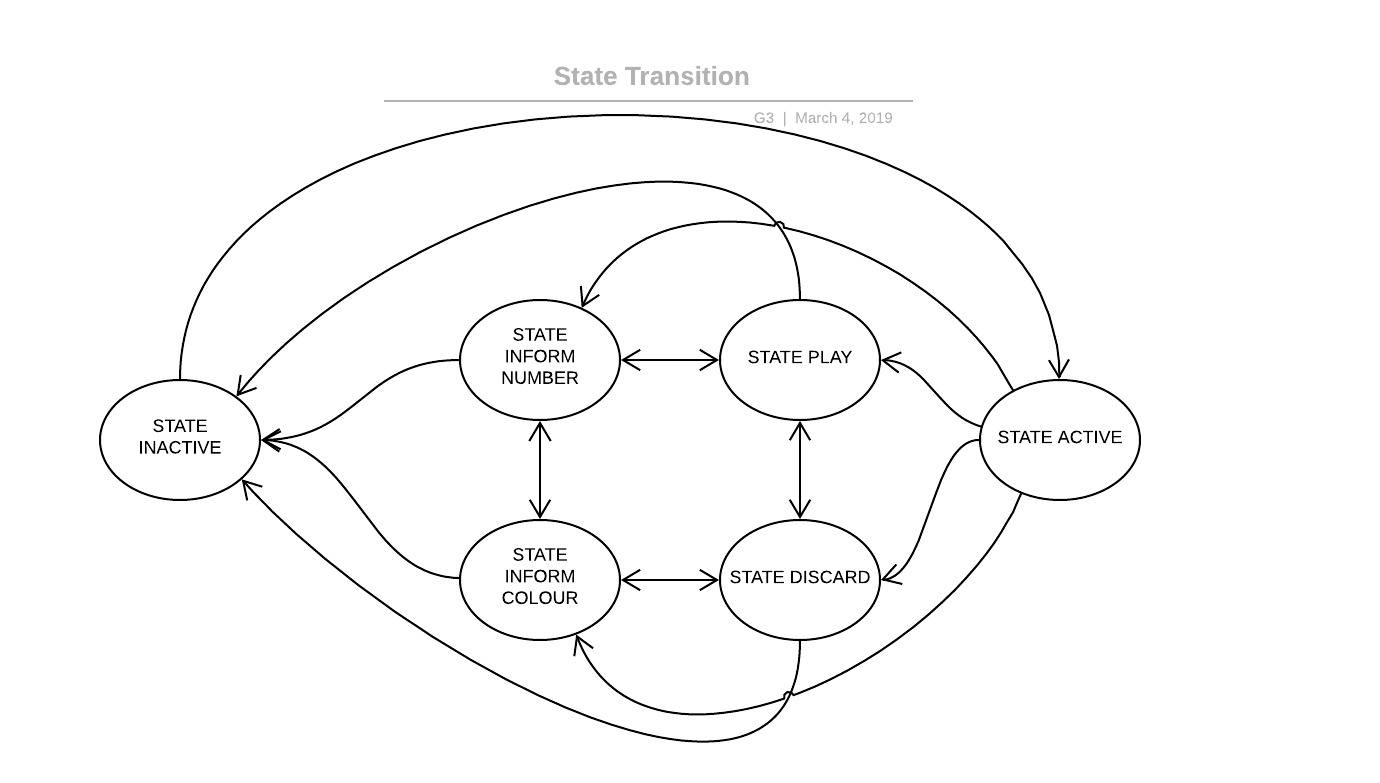 State Transition
G3 | March 4, 2019
STATE
INFORM
NUMBER
STATE PLAY
STATE
INACTIVE
STATE ACTIVE
STATE
INFORM
COLOUR
STATE DISCARD